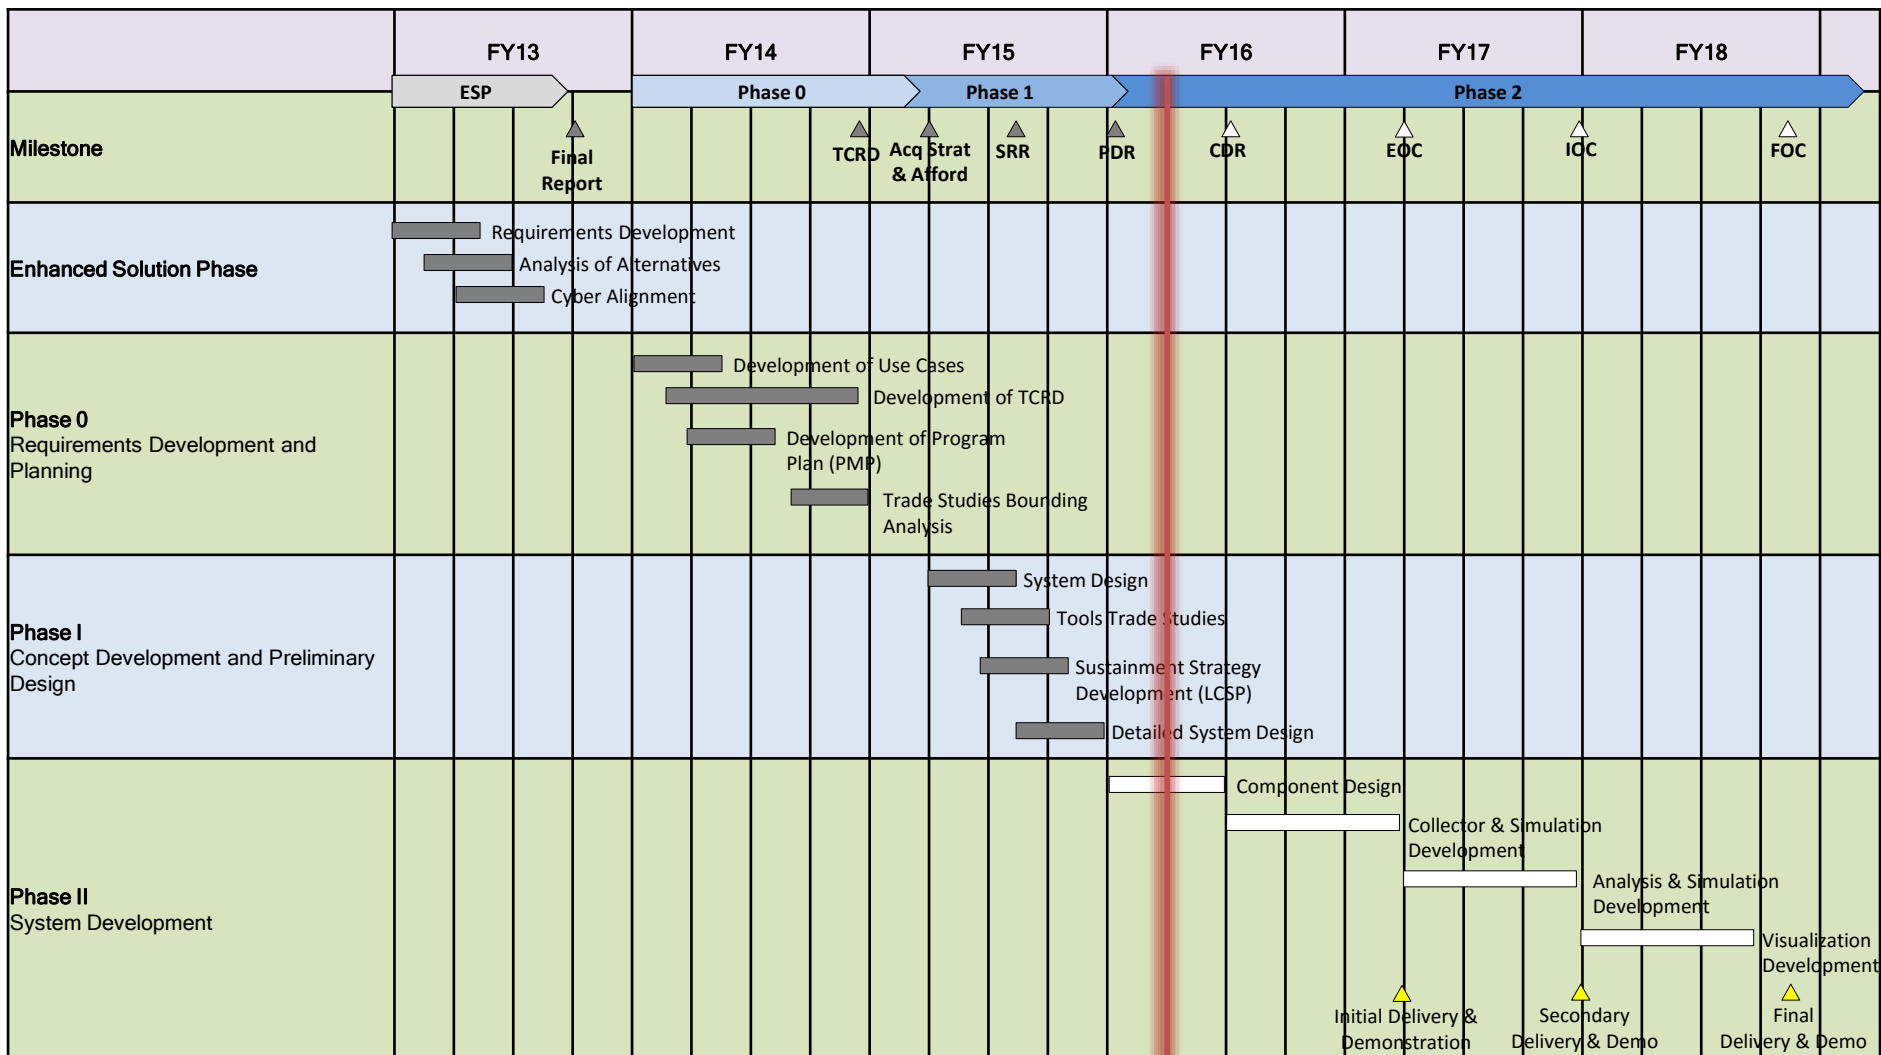 FY13 FY14 FY15 FY16 FY17 FY18
ESP Phase 0 Phase 1 Phase 2
Milestone
Final
Report
TCRD
Acq Strat
& Afford
SRR
PDR
CDR
EOC
IOC
FOC
Enhanced Solution Phase
Requirements Development
Analysis of Alternatives
Cyber Alignment
Phase 0
Requirements Development and
Planning
Development of Use Cases
Development of TCRD
Development of Program
Plan (PMP)
Trade Studies Bounding
Analysis
Phase I
Concept Development and Preliminary
Design
System Design
Tools Trade Studies
Sustainment Strategy
Development (LCSP)
Detailed System Design
Phase II
System Development
Component Design
Collector & Simulation
Development
Analysis & Simulation
Development
Visualization
Development
Initial Delivery &
Demonstration
Secondary
Delivery & Demo
Final
Delivery & Demo